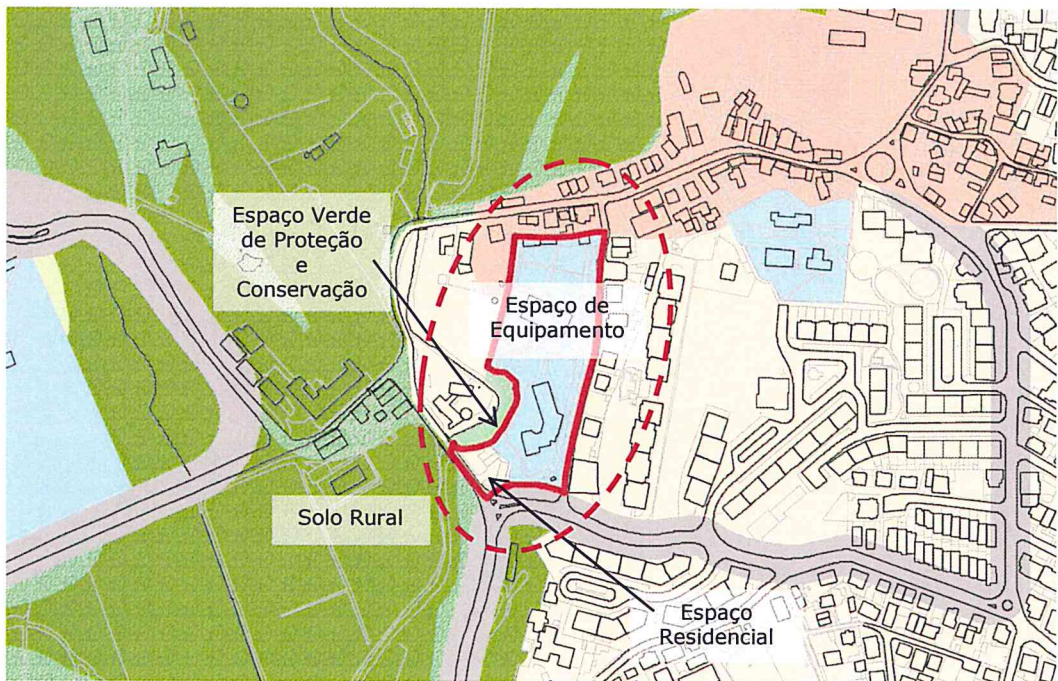 Espaço Verde
de Proteção
e
Conservação
Espaço de
Equipamento
Solo Rural
Espaço
Residencial